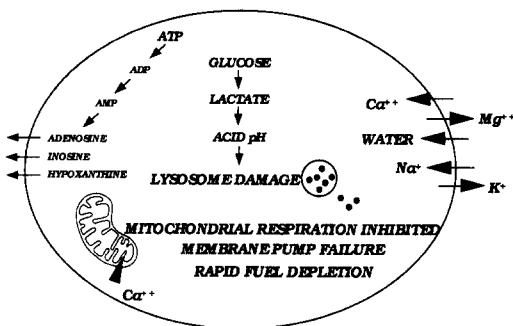 ATP
ADP
AMP
ADENOSINE
INOSINE
HYPOXANTHINE
GLUCOSE
LACTATE
ACID pH
LYSOSOME DAMAGE
Ca⁺⁺
Mg⁺⁺
WATER
Na⁺
K⁺
MITOCHONDRIAL RESPIRATION INHIBITED
MEMBRANE PUMP FAILURE
RAPID FUEL DEPLETION
Ca⁺⁺